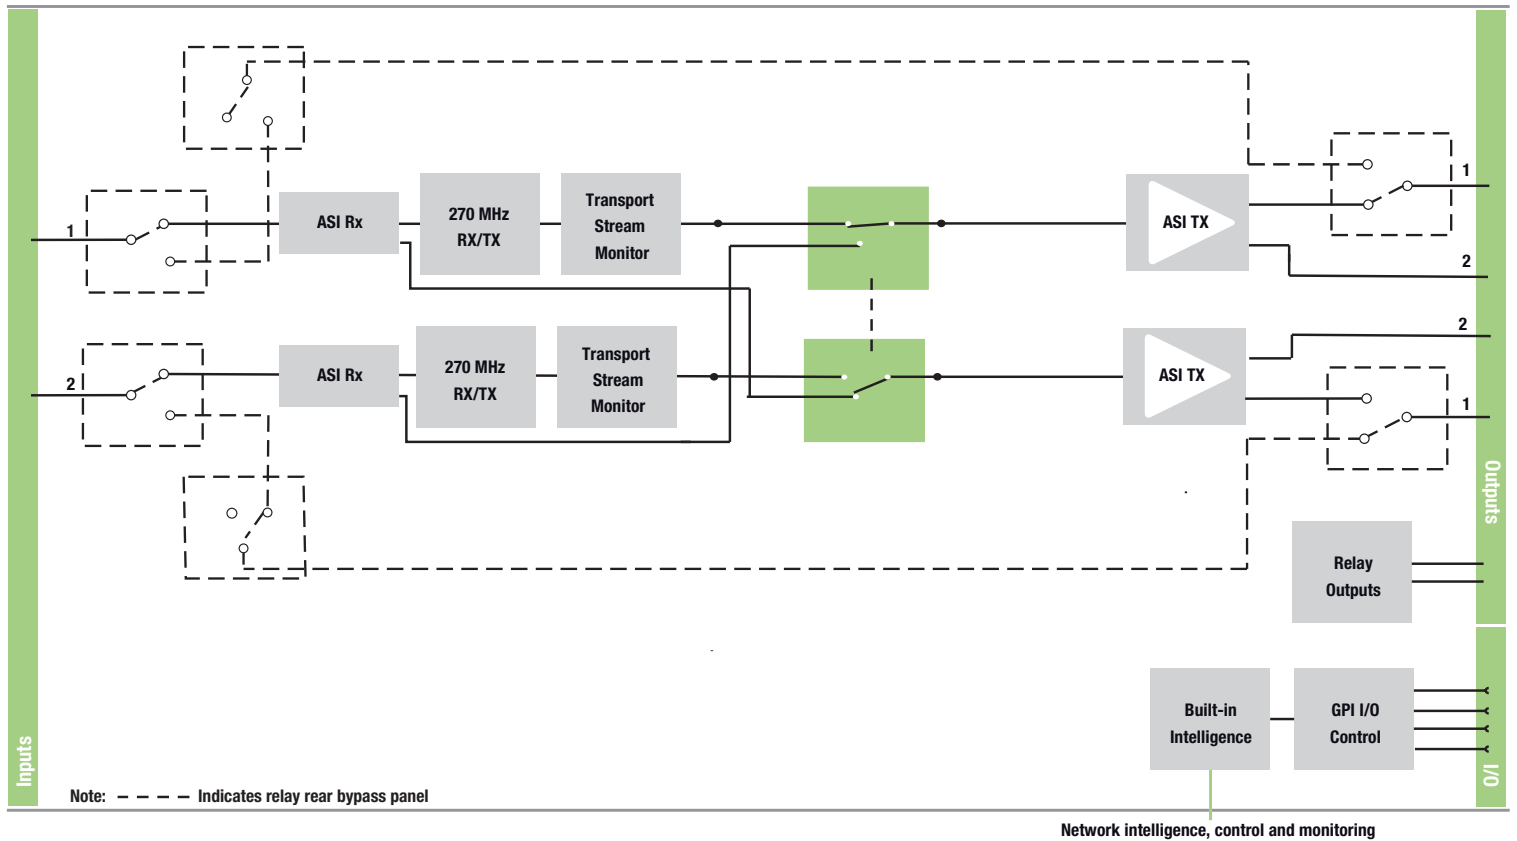 1
1
ASI Rx
270 MHz
RX/TX
Transport
Stream
Monitor
ASI TX
2
2
2
ASI Rx
270 MHz
RX/TX
Transport
Stream
Monitor
ASI TX
1
Outputs
Relay
Outputs
Inputs
Built-in
Intelligence
GPI I/O
Control
I/O
Note: Indicates relay rear bypass panel
Network intelligence, control and monitoring